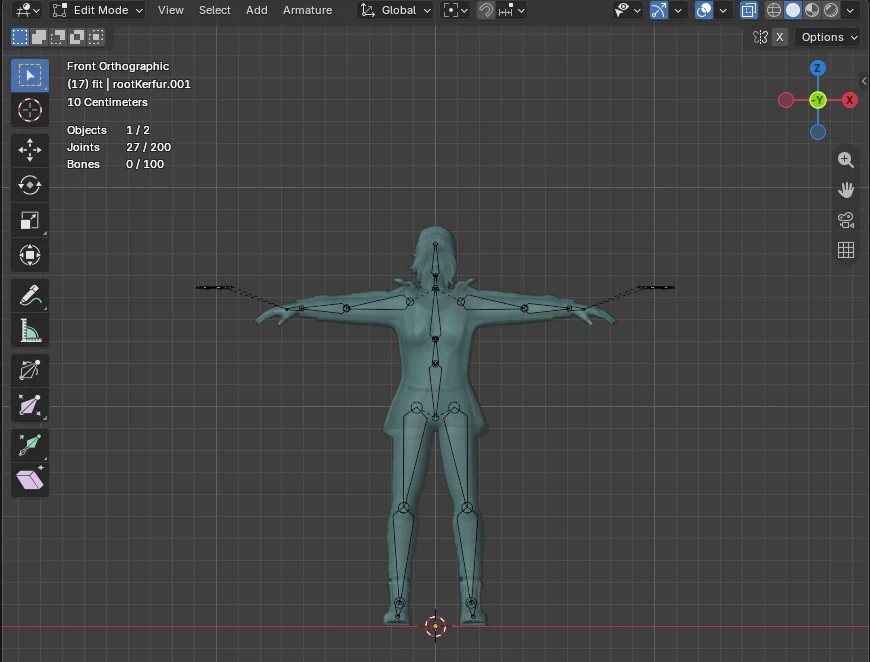 Edit Mode View Select Add Armature Global
X Options
Front Orthographic
(17) fit | rootKerfur.001
10 Centimeters
Objects 1 / 2
Joints 27 / 200
Bones 0 / 100
Z
-Y X